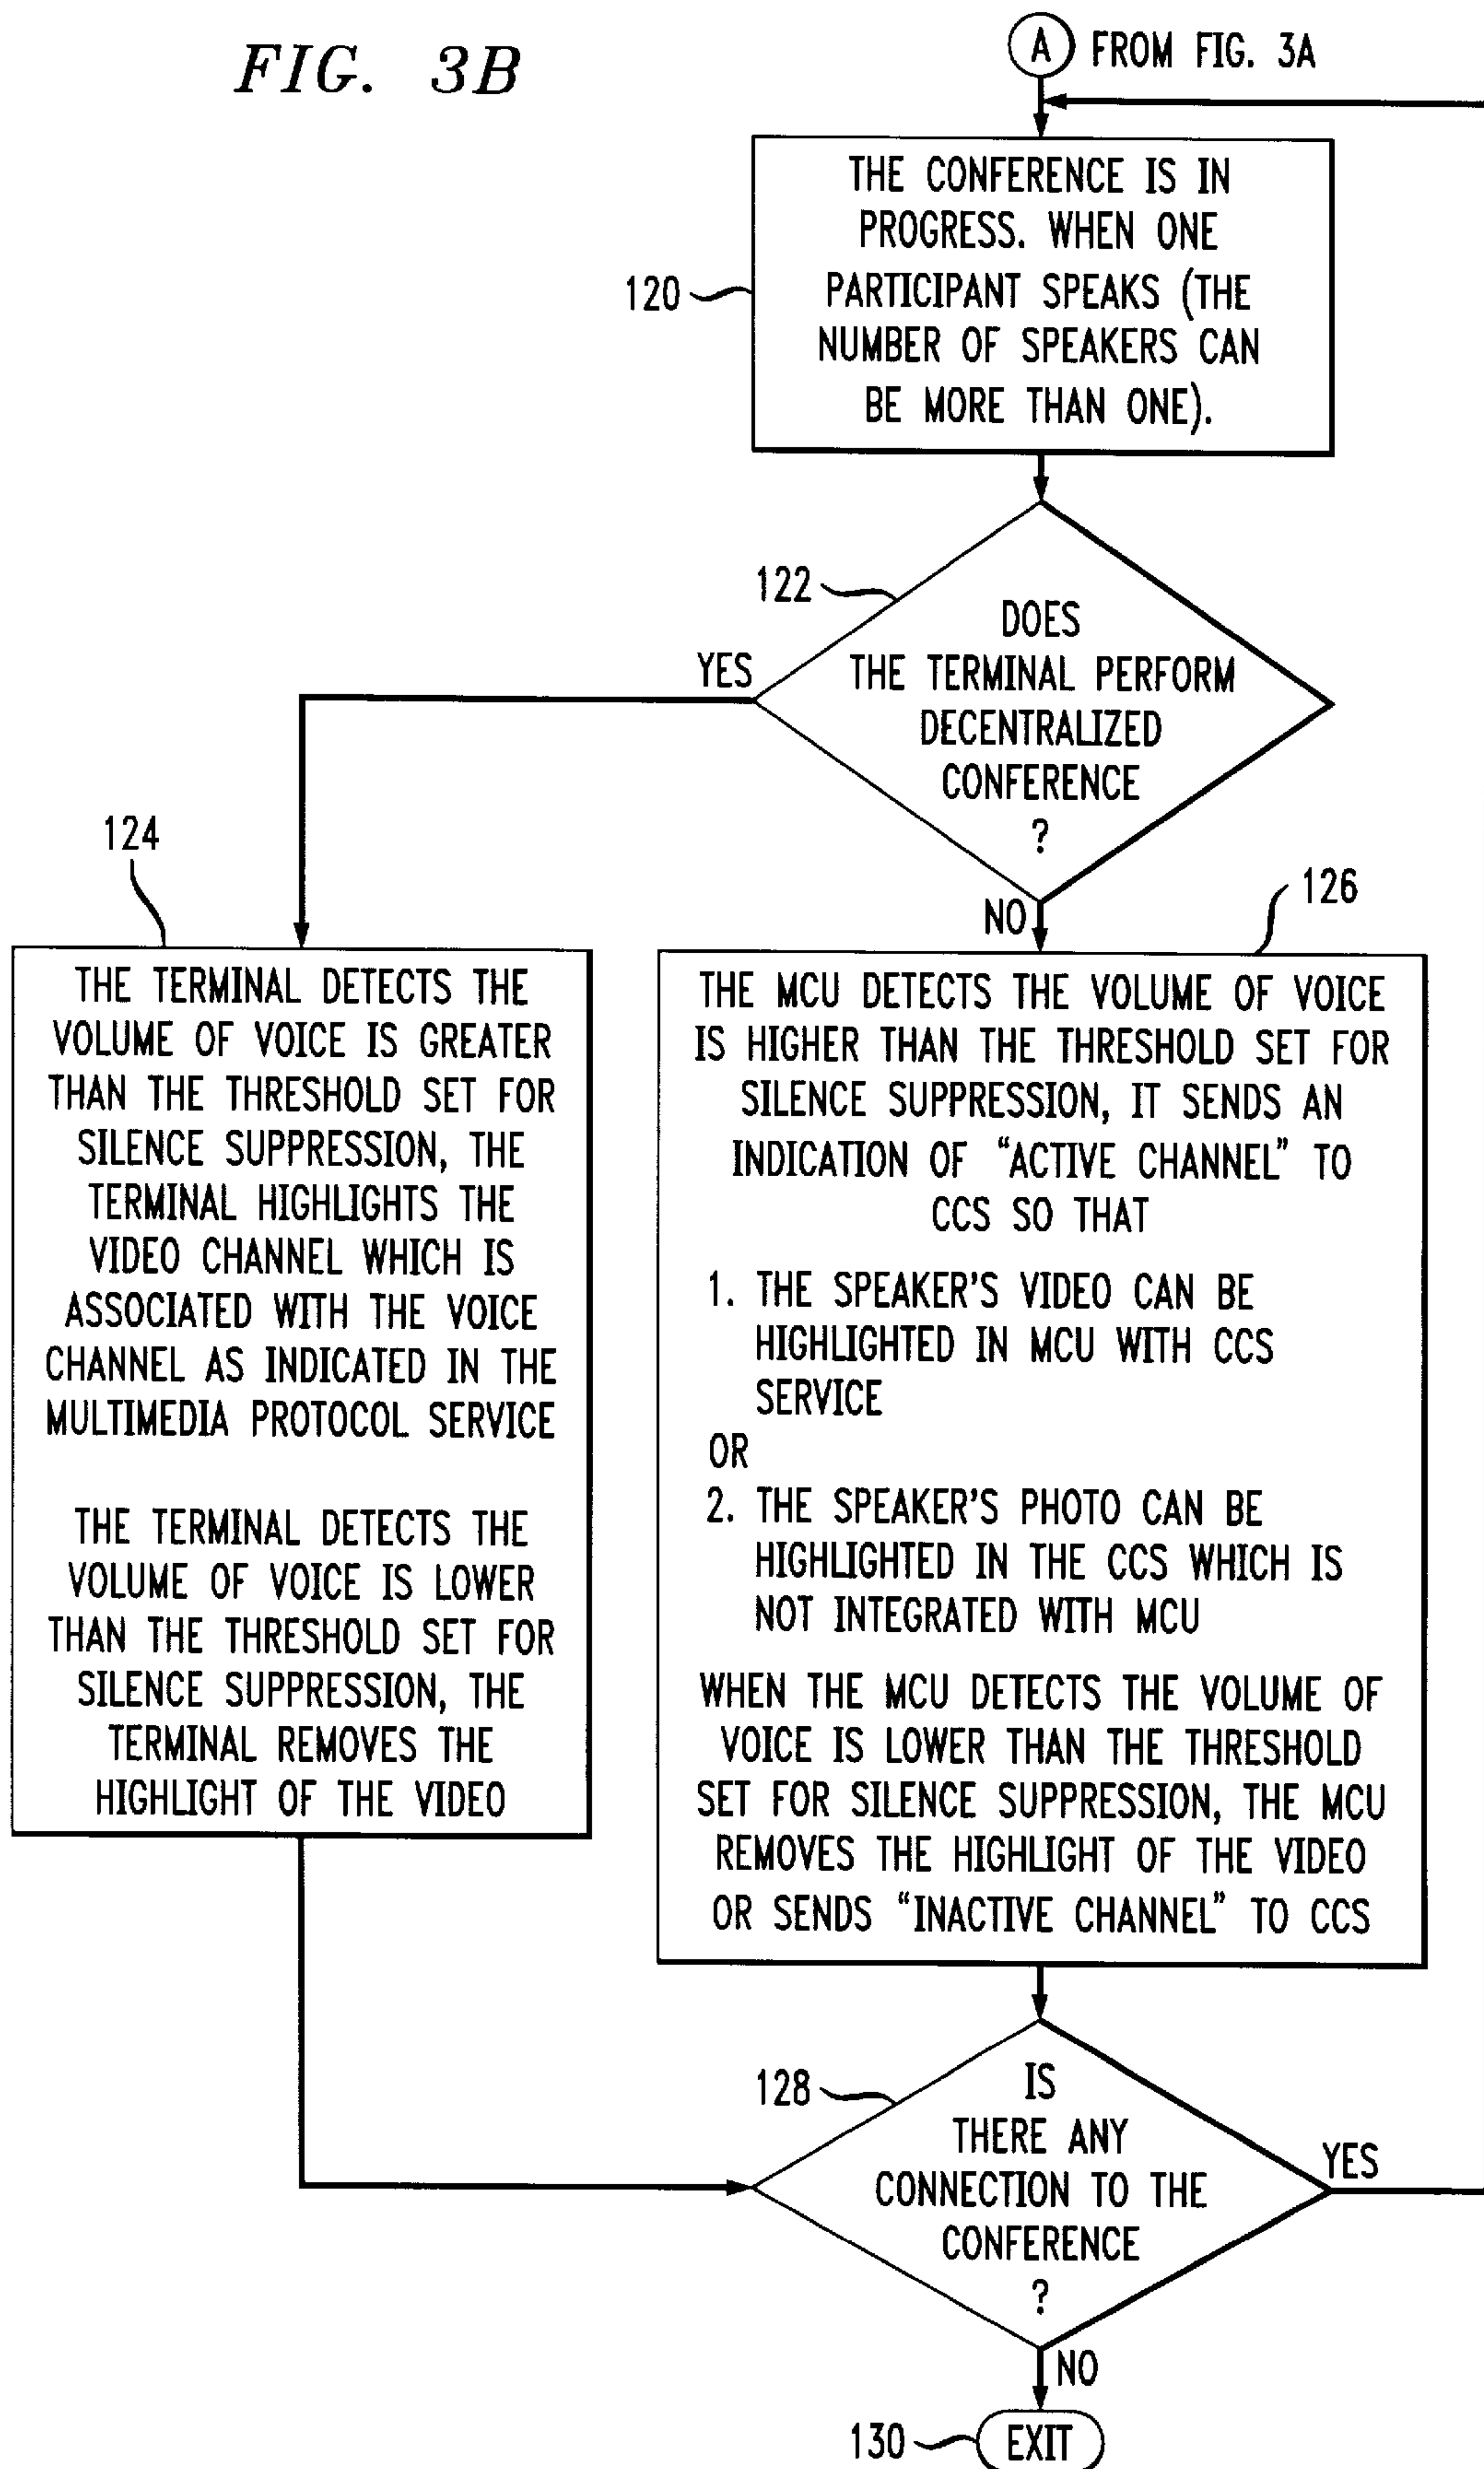 FIG. 3B
A FROM FIG. 3A
THE CONFERENCE IS IN
PROGRESS. WHEN ONE
PARTICIPANT SPEAKS (THE
NUMBER OF SPEAKERS CAN
BE MORE THAN ONE).
120
122
DOES
THE TERMINAL PERFORM
DECENTRALIZED
CONFERENCE
?
YES
NO
124
THE TERMINAL DETECTS THE
VOLUME OF VOICE IS GREATER
THAN THE THRESHOLD SET FOR
SILENCE SUPPRESSION, THE
TERMINAL HIGHLIGHTS THE
VIDEO CHANNEL WHICH IS
ASSOCIATED WITH THE VOICE
CHANNEL AS INDICATED IN THE
MULTIMEDIA PROTOCOL SERVICE
THE TERMINAL DETECTS THE
VOLUME OF VOICE IS LOWER
THAN THE THRESHOLD SET FOR
SILENCE SUPPRESSION, THE
TERMINAL REMOVES THE
HIGHLIGHT OF THE VIDEO
126
THE MCU DETECTS THE VOLUME OF VOICE
IS HIGHER THAN THE THRESHOLD SET FOR
SILENCE SUPPRESSION, IT SENDS AN
INDICATION OF “ACTIVE CHANNEL” TO
CCS SO THAT
1. THE SPEAKER'S VIDEO CAN BE
HIGHLIGHTED IN MCU WITH CCS
SERVICE
OR
2. THE SPEAKER'S PHOTO CAN BE
HIGHLIGHTED IN THE CCS WHICH IS
NOT INTEGRATED WITH MCU
WHEN THE MCU DETECTS THE VOLUME OF
VOICE IS LOWER THAN THE THRESHOLD
SET FOR SILENCE SUPPRESSION, THE MCU
REMOVES THE HIGHLIGHT OF THE VIDEO
OR SENDS “INACTIVE CHANNEL” TO CCS
128
IS
THERE ANY
CONNECTION TO THE
CONFERENCE
?
YES
NO
130
EXIT